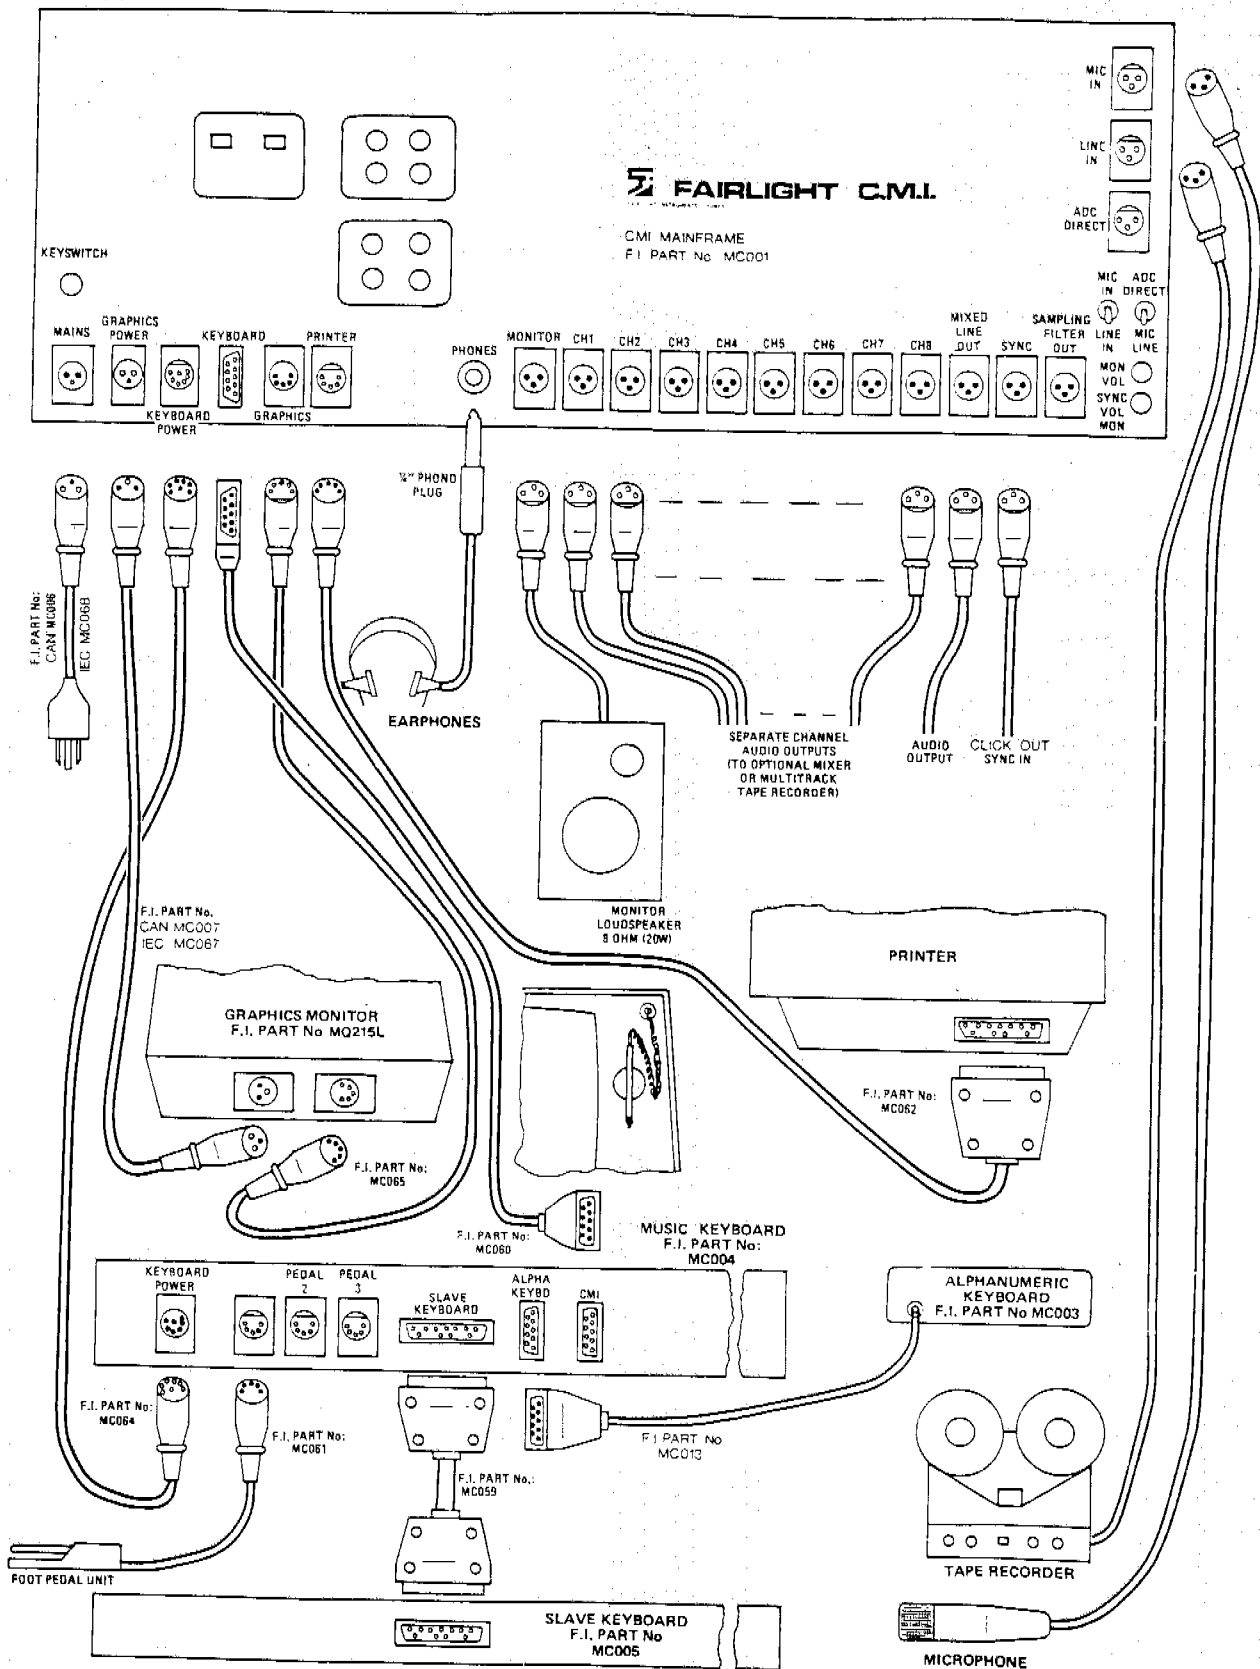 MIC
IN
LINE
IN
ADC
DIRECT
FAIRLIGHT C.M.I.
CMI MAINFRAME
F.I. PART No MC001
KEYSWITCH
MAINS
GRAPHICS
POWER
KEYBOARD
POWER
KEYBOARD
GRAPHICS
PRINTER
PHONES
MONITOR
CH1
CH2
CH3
CH4
CH5
CH6
CH7
CH8
MIXED
LINE
OUT
SYNC
SAMPLING
FILTER
OUT
MIC
IN
LINE
IN
ADC
DIRECT
MIC
LINE
MON
VOL
SYNC
VOL
MON
¼" PHONO
PLUG
F.I. PART No:
CAN MC006
IEC MC068
EARPHONES
SEPARATE CHANNEL
AUDIO OUTPUTS
(TO OPTIONAL MIXER
OR MULTITRACK
TAPE RECORDER)
AUDIO
OUTPUT
CLICK OUT
SYNC IN
MONITOR
LOUDSPEAKER
8 OHM (20W)
F.I. PART No.
CAN MC007
IEC MC067
GRAPHICS MONITOR
F.I. PART No MQ215L
PRINTER
F.I. PART No:
MC062
F.I. PART No:
MC065
F.I. PART No:
MC060
MUSIC KEYBOARD
F.I. PART No:
MC004
KEYBOARD
POWER
PEDAL
2
PEDAL
3
SLAVE
KEYBOARD
ALPHA
KEYBD
CMI
ALPHANUMERIC
KEYBOARD
F.I. PART No MC003
F.I. PART No:
MC064
F.I. PART No:
MC061
F.I. PART No
MC013
F.I. PART No.:
MC059
FOOT PEDAL UNIT
TAPE RECORDER
SLAVE KEYBOARD
F.I. PART No
MC005
MICROPHONE